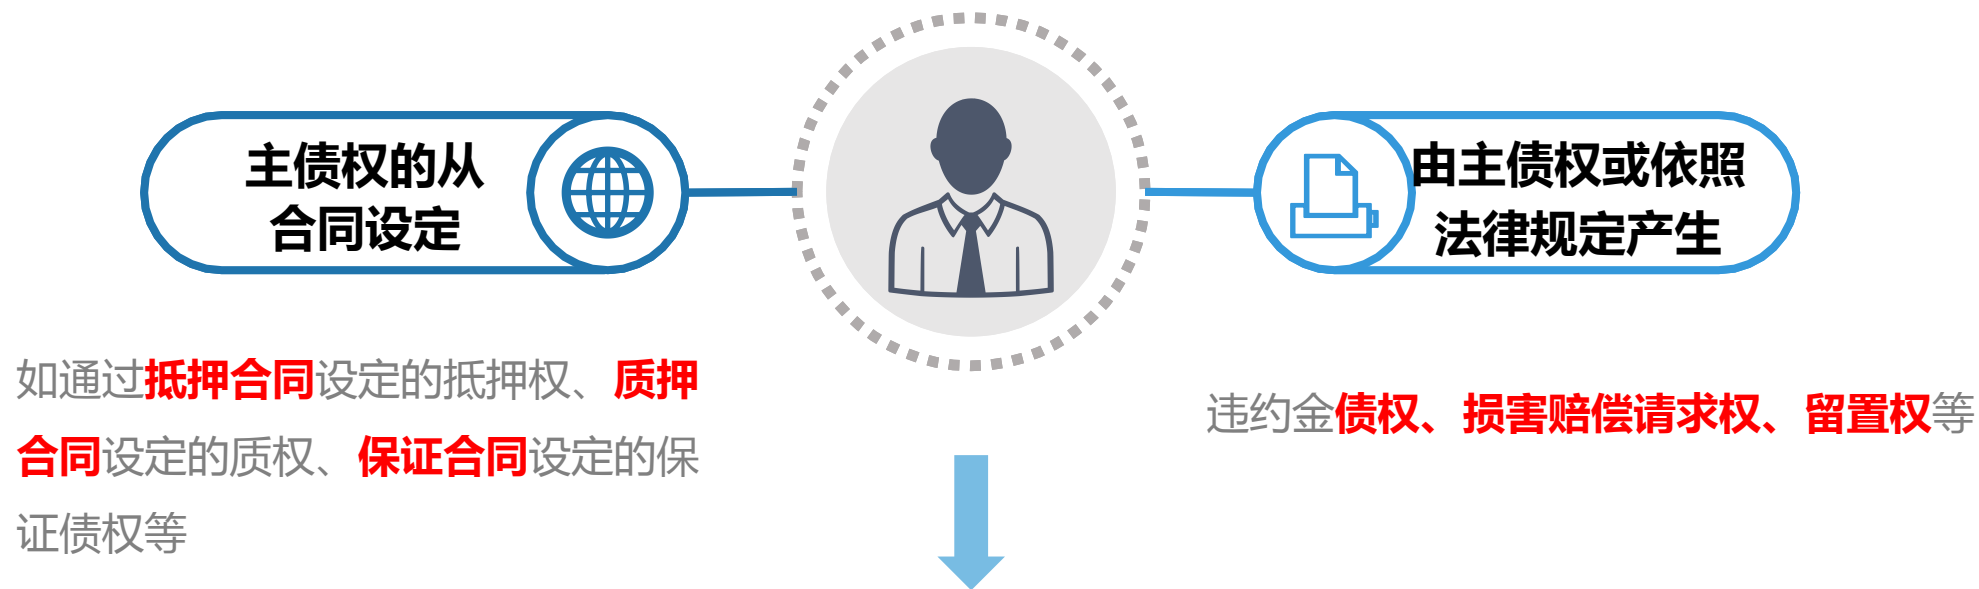 主债权的从
合同设定
由主债权或依照
法律规定产生
如通过抵押合同设定的抵押权、质押
合同设定的质权、保证合同设定的保
证债权等
违约金债权、损害赔偿请求权、留置权等